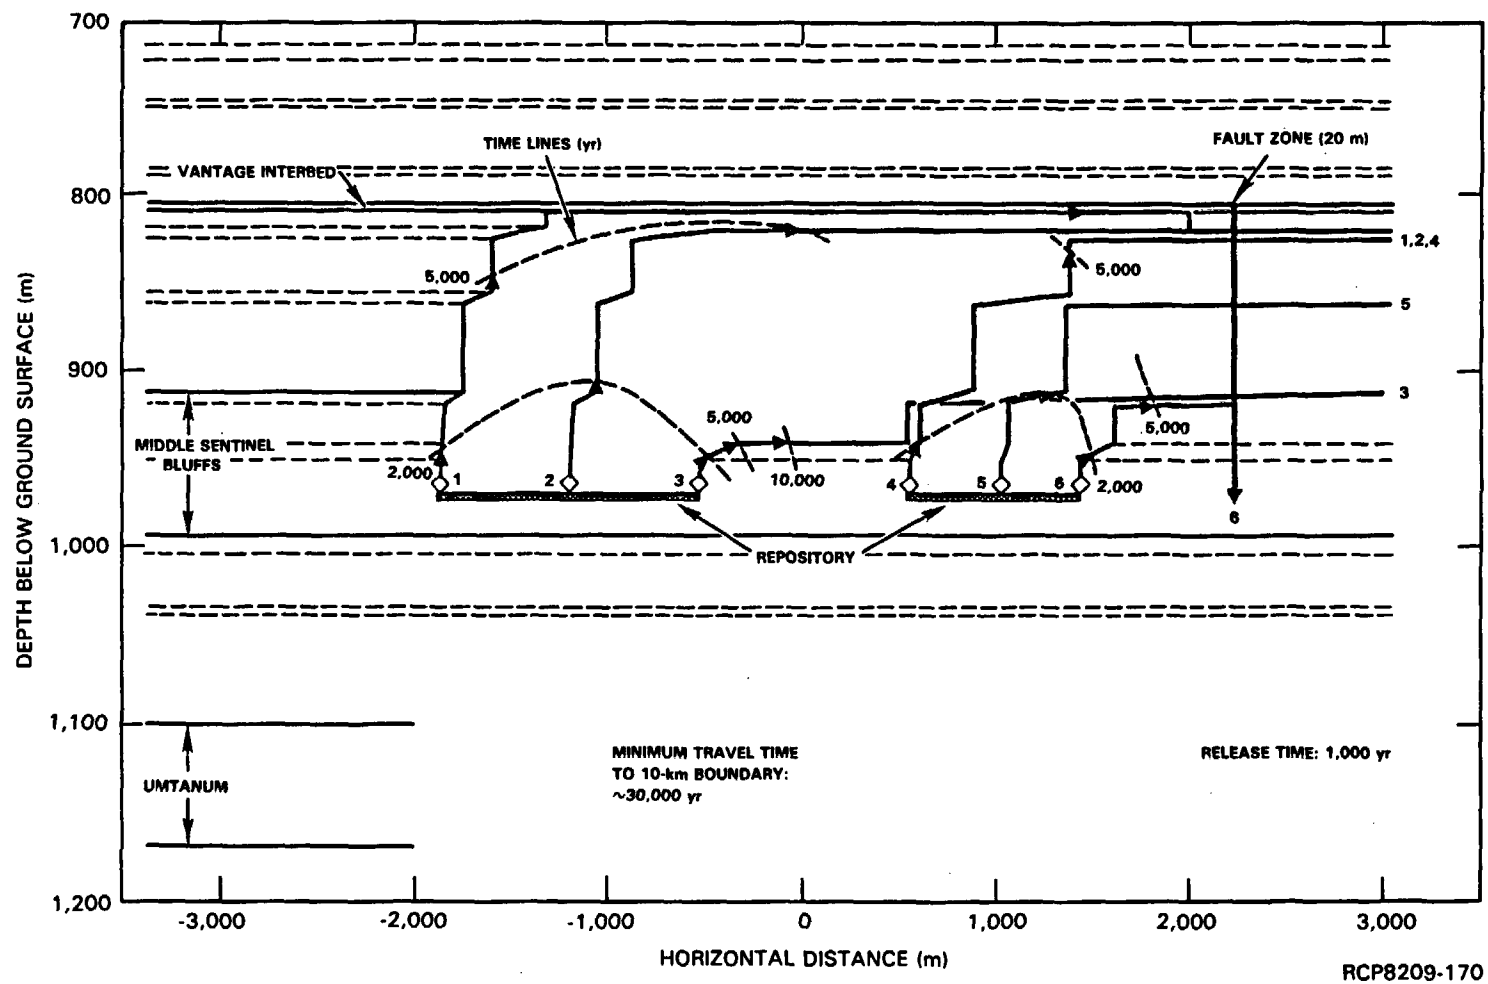 700
TIME LINES (yr)
FAULT ZONE (20 m)
VANTAGE INTERBED
800
1,2,4
5,000
5,000
5
900
3
5,000
5,000
MIDDLE SENTINEL
BLUFFS
2,000
1
2
3
10,000
4
5
6
2,000
6
1,000
REPOSITORY
1,100
MINIMUM TRAVEL TIME
TO 10-km BOUNDARY:
~30,000 yr
RELEASE TIME: 1,000 yr
UMTANUM
1,200
DEPTH BELOW GROUND SURFACE (m)
-3,000
-2,000
-1,000
0
1,000
2,000
3,000
HORIZONTAL DISTANCE (m)
RCP8209-170